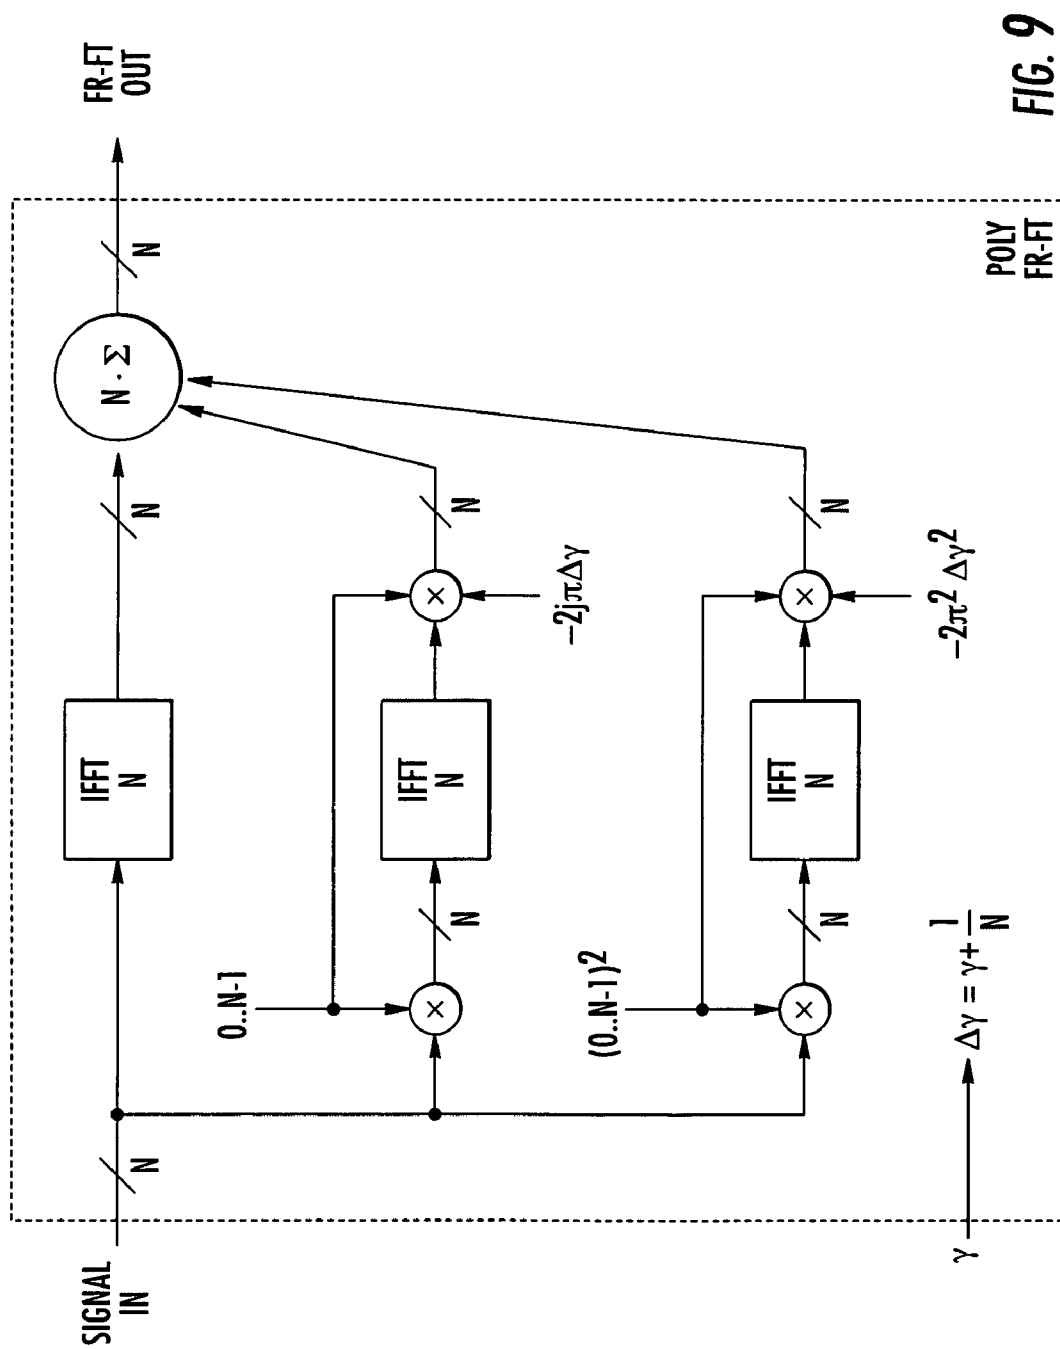 SIGNAL
IN
N
IFFT
N
N
N · Σ
N
FR-FT
OUT
0..N-1
×
N
IFFT
N
×
-2jπΔγ
N
(0..N-1)²
×
N
IFFT
N
×
-2π² Δγ²
N
γ
Δγ = γ + 1/N
POLY
FR-FT
FIG. 9